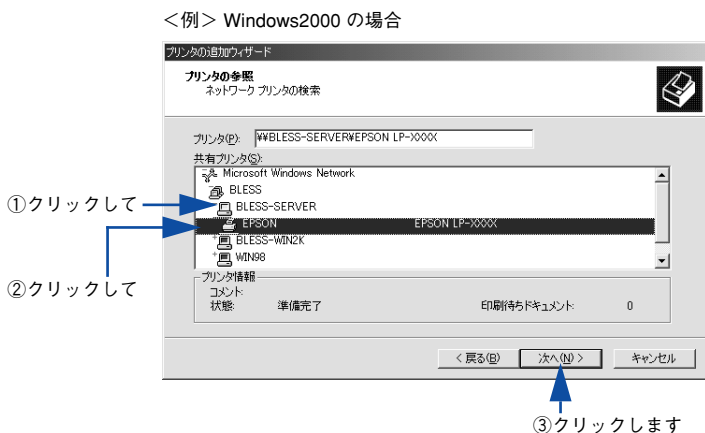 ＜例＞ Windows2000 の場合
プリンタの追加ウィザード
プリンタの参照
ネットワーク プリンタの検索
プリンタ(P): ¥¥BLESS-SERVER¥EPSON LP-XXXX
共有プリンタ(S):
Microsoft Windows Network
BLESS
①クリックして
BLESS-SERVER
EPSON EPSON LP-XXXX
BLESS-WIN2K
WIN98
②クリックして
プリンタ情報
コメント:
状態: 準備完了 印刷待ちドキュメント: 0
< 戻る(B) 次へ(N) > キャンセル
③クリックします